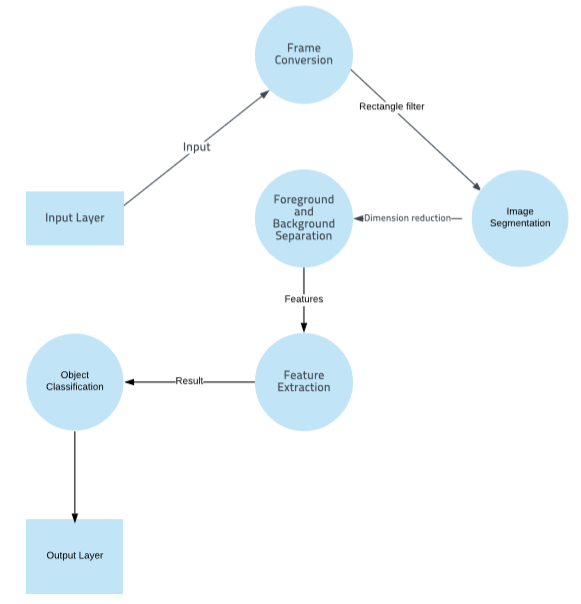 Frame
Conversion
Rectangle filter
Input
Input Layer
Foreground
and
Background
Separation
Dimension reduction
Image
Segmentation
Features
Object
Classification
Result
Feature
Extraction
Output Layer